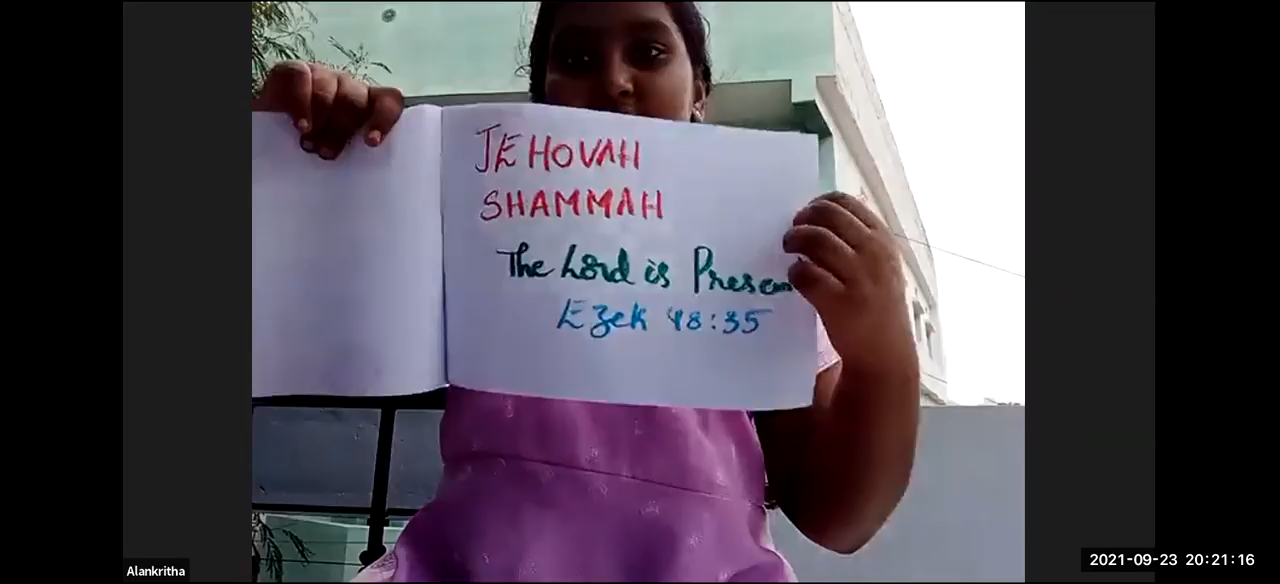 JEHOVAH
SHAMMAH
The Lord is Presen
Ezek 48:35
Alankritha
2021-09-23 20:21:16